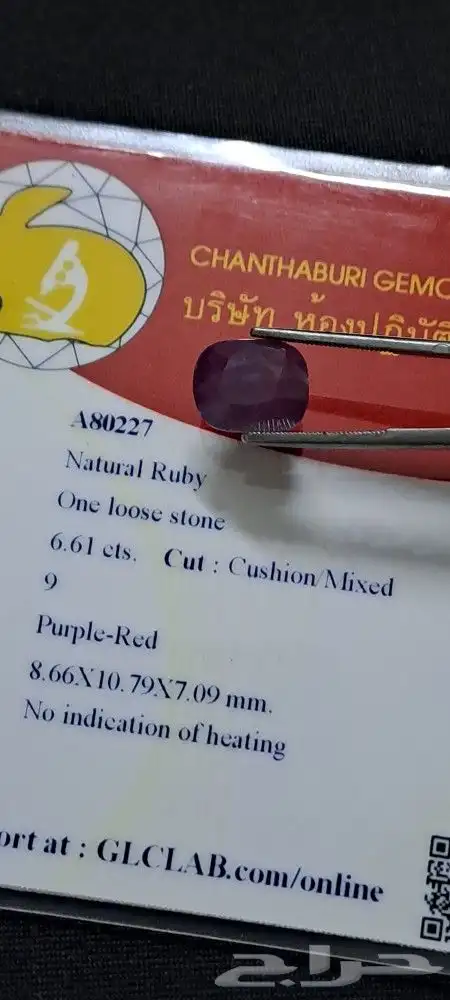 CHANTHABURI GEMO
บริษัท ห้องปฏิบัติ
A80227
Natural Ruby
One loose stone
6.61 cts. Cut : Cushion/Mixed
9
Purple-Red
8.66X10.79X7.09 mm.
No indication of heating
ort at : GLCLAB.com/online
حراج